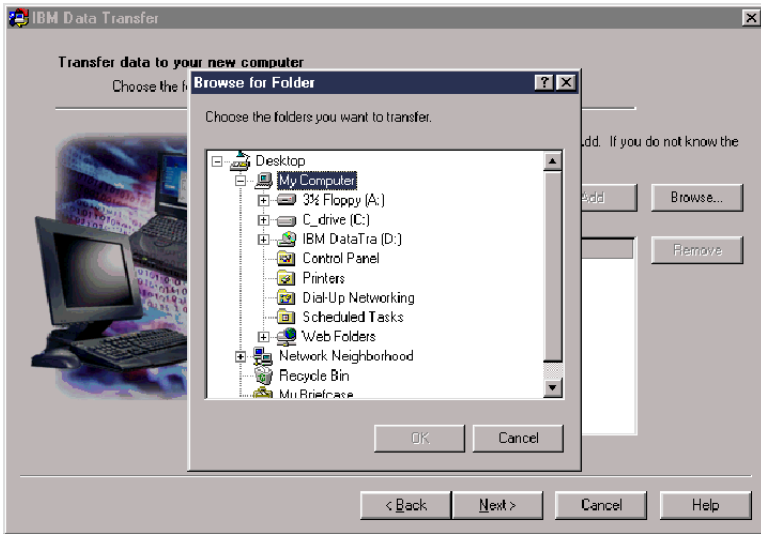 IBM Data Transfer
Transfer data to your new computer
Choose the f
Browse for Folder
Choose the folders you want to transfer.
.dd. If you do not know the
Desktop
My Computer
3½ Floppy (A:)
C_drive (C:)
IBM DataTra (D:)
Control Panel
Printers
Dial-Up Networking
Scheduled Tasks
Web Folders
Network Neighborhood
Recycle Bin
My Briefcase
Add
Browse...
Remove
OK
Cancel
< Back
Next >
Cancel
Help